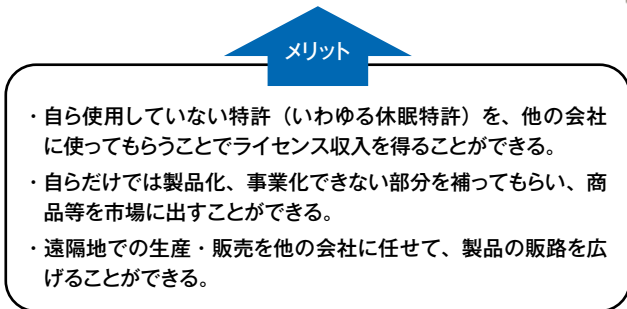 メリット
・自ら使用していない特許（いわゆる休眠特許）を、他の会社
に使ってもらうことでライセンス収入を得ることができる。
・自らだけでは製品化、事業化できない部分を補ってもらい、商
品等を市場に出すことができる。
・遠隔地での生産・販売を他の会社に任せて、製品の販路を広
げることができる。